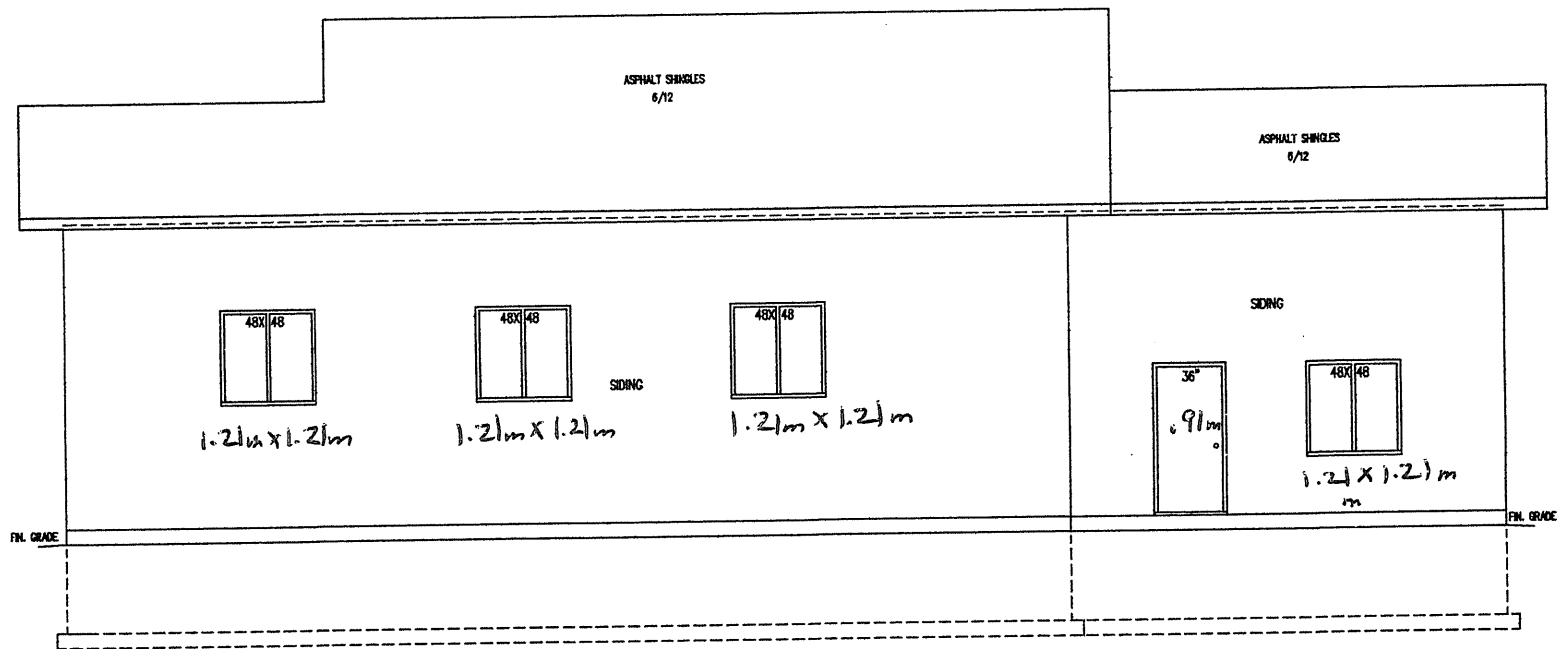 ASPHALT SHINGLES
6/12
ASPHALT SHINGLES
6/12
SIDING
48X 48
48X 48
48X 48
SIDING
36"
.91m
48X 48
1.21m x 1.21m
1.21m x 1.21m
1.21m x 1.21m
1.21 x 1.21m
m
FIN. GRADE
FIN. GRADE